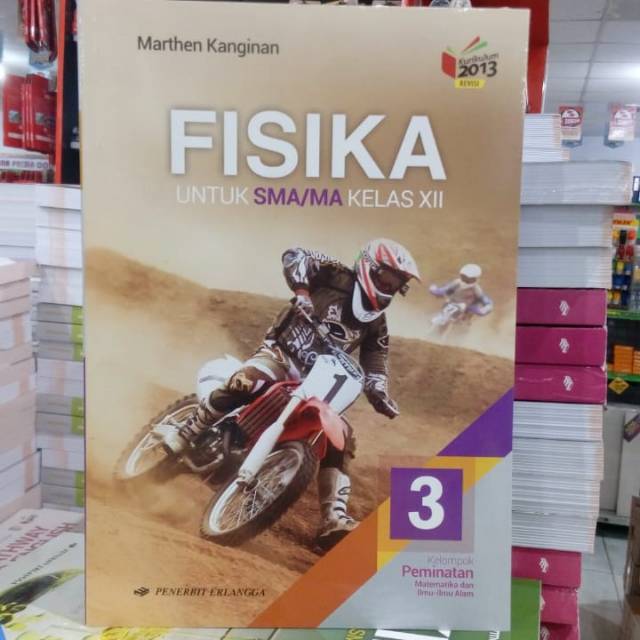 Marthen Kanginan
Kurikulum
2013
REVISI
FISIKA
UNTUK SMA/MA KELAS XII
1
3
Kelompok
Peminatan
Matematika dan
Ilmu-Ilmu Alam
PENERBIT ERLANGGA